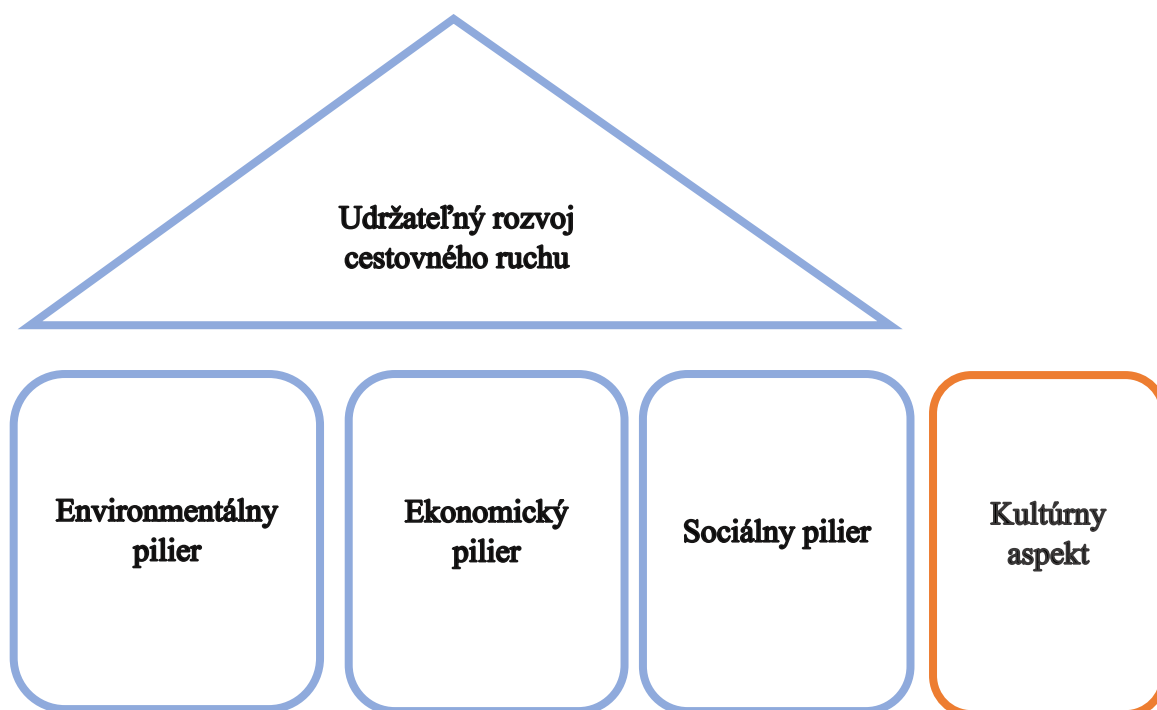 Udržateľný rozvoj
cestovného ruchu
Environmentálny
pilier
Ekonomický
pilier
Sociálny pilier
Kultúrny
aspekt